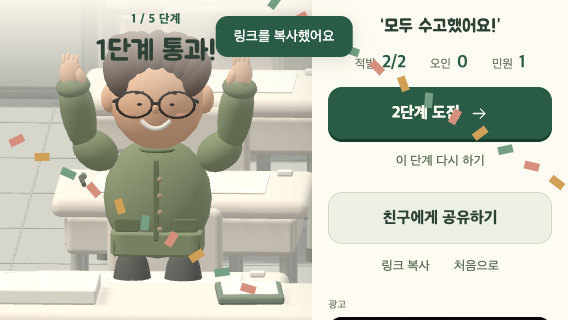 1 / 5 단계
1단계 통과!
링크를 복사했어요
'모두 수고했어요!'
적발 2/2 오인 0 민원 1
2단계 도전 →
이 단계 다시 하기
친구에게 공유하기
링크 복사 처음으로
광고